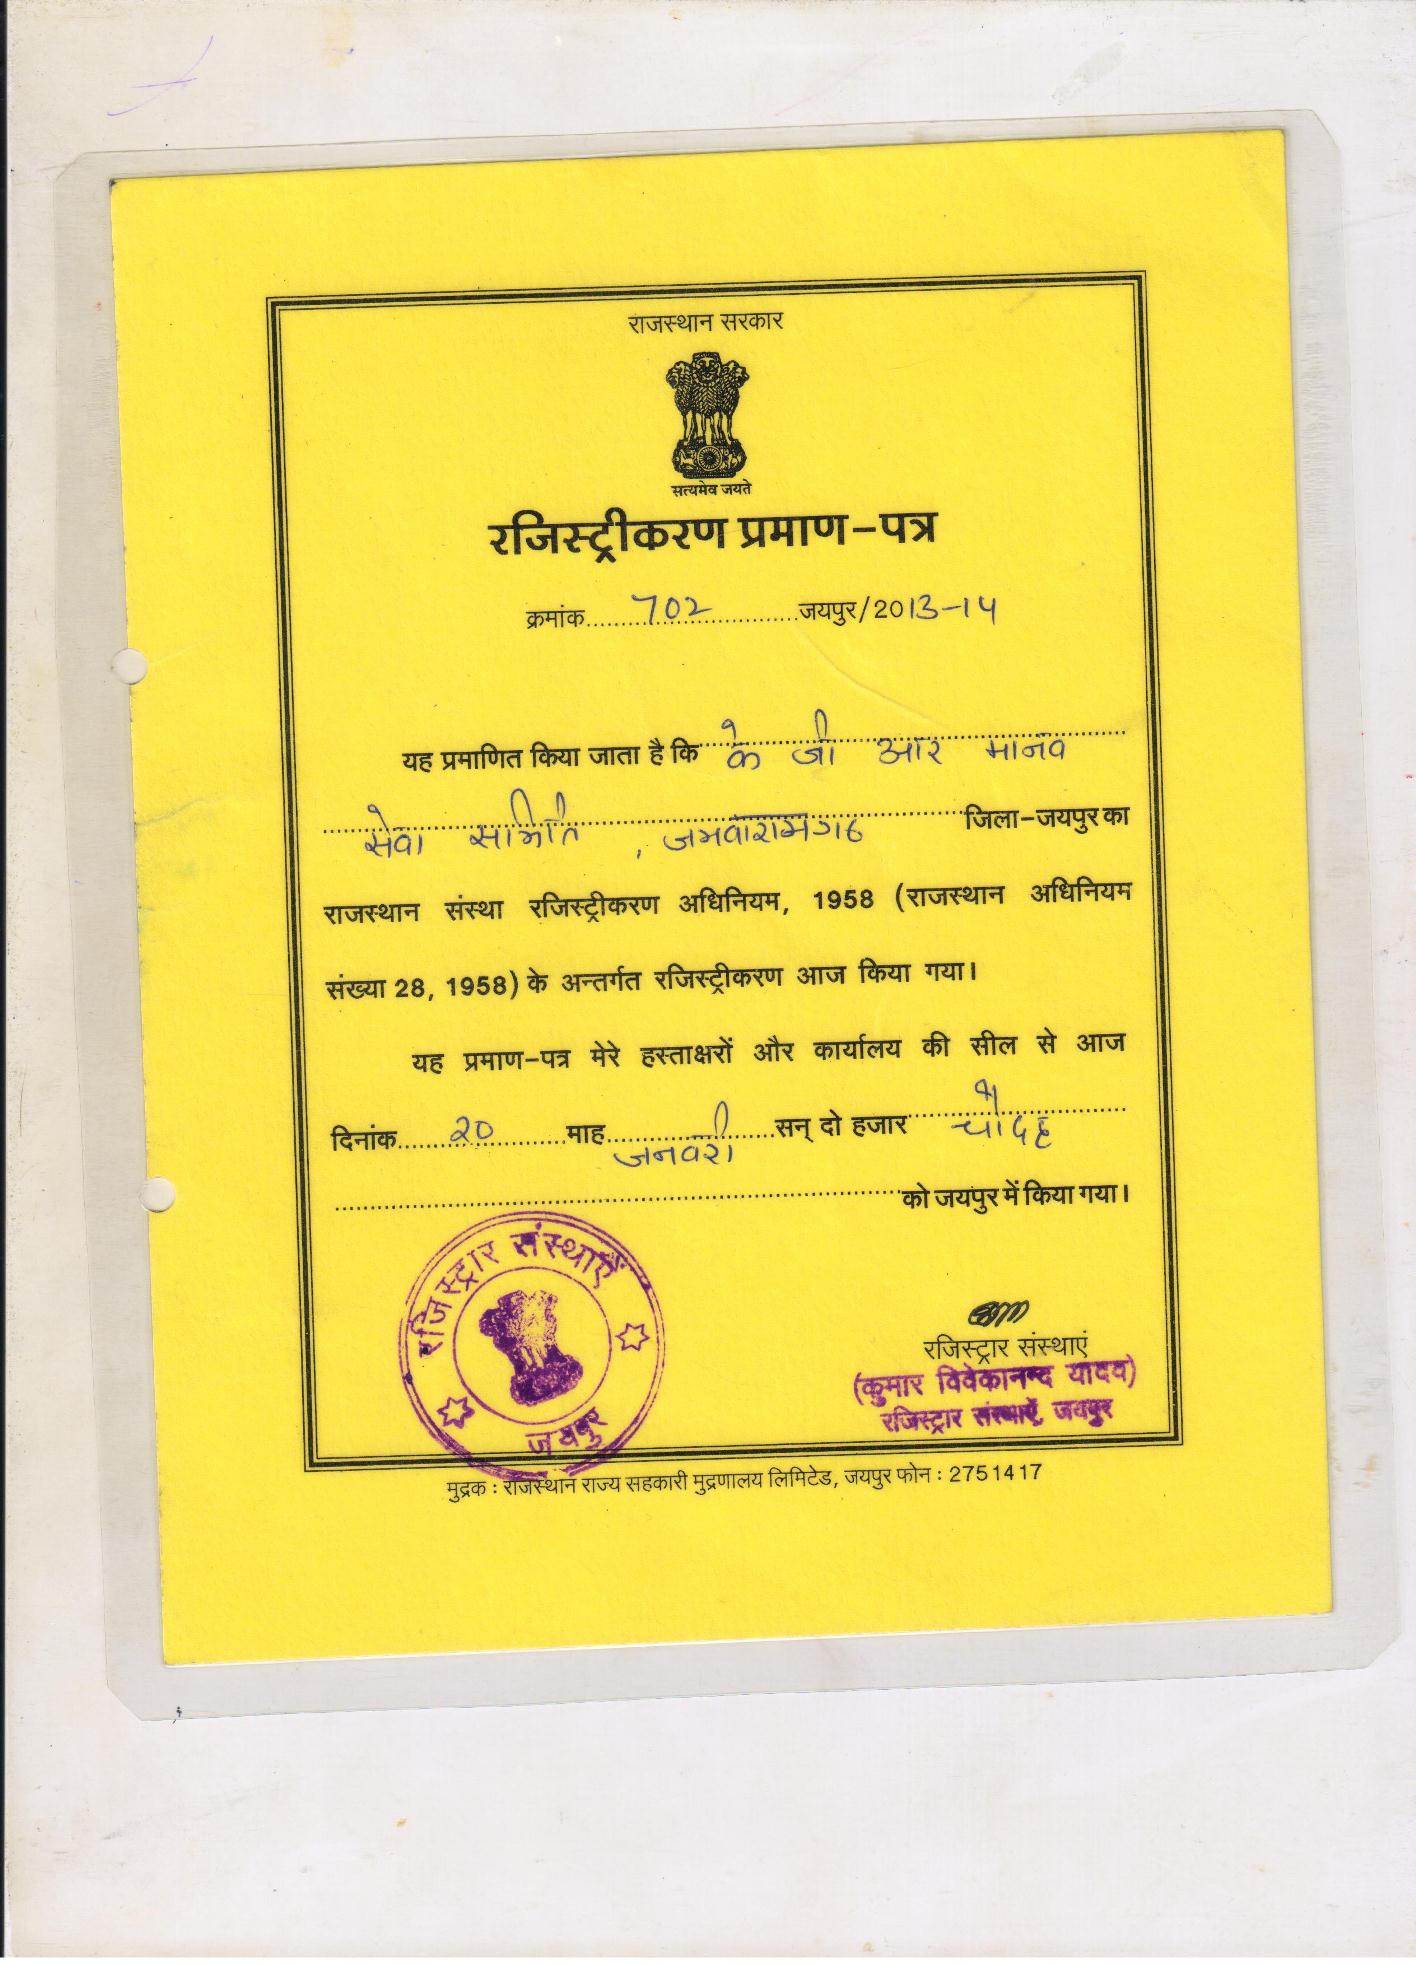 राजस्थान सरकार
सत्यमेव जयते
रजिस्ट्रीकरण प्रमाण-पत्र
क्रमांक.....702.....जयपुर/2013-14
यह प्रमाणित किया जाता है कि के जी आर मानव
सेवा समिति , जमवारामगढ जिला-जयपुर का
राजस्थान संस्था रजिस्ट्रीकरण अधिनियम, 1958 (राजस्थान अधिनियम
संख्या 28, 1958) के अन्तर्गत रजिस्ट्रीकरण आज किया गया।
यह प्रमाण-पत्र मेरे हस्ताक्षरों और कार्यालय की सील से आज
दिनांक.....20.....माह.....जनवरी.....सन् दो हजार.....चौदह
को जयपुर में किया गया।
रजिस्ट्रार संस्थाएँ
जयपुर
रजिस्ट्रार संस्थाएं
(कुमार विवेकानन्द यादव)
रजिस्ट्रार संस्थाएँ, जयपुर
मुद्रक : राजस्थान राज्य सहकारी मुद्रणालय लिमिटेड, जयपुर फोन : 2751417